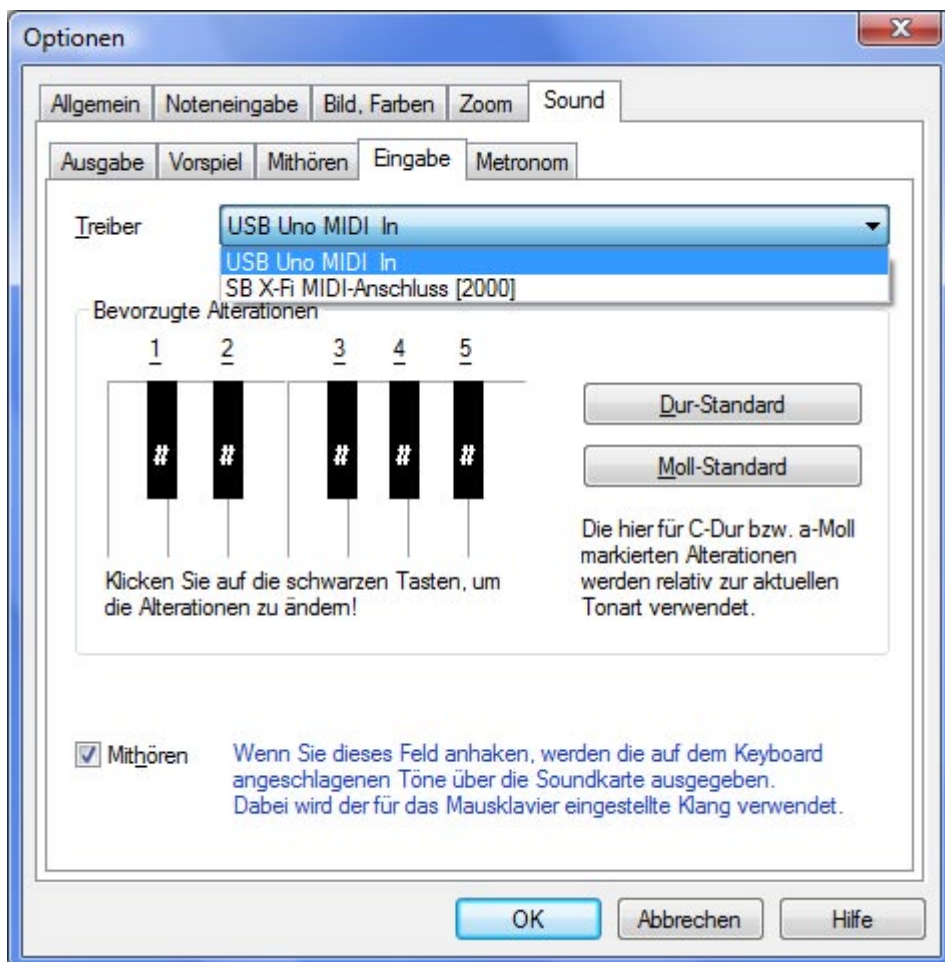 Optionen
Allgemein Noteneingabe Bild, Farben Zoom Sound
Ausgabe Vorspiel Mithören Eingabe Metronom
Treiber USB Uno MIDI In
USB Uno MIDI In
SB X-Fi MIDI-Anschluss [2000]
Bevorzugte Alterationen
1 2 3 4 5
# # # # #
Klicken Sie auf die schwarzen Tasten, um
die Alterationen zu ändern!
Dur-Standard
Moll-Standard
Die hier für C-Dur bzw. a-Moll
markierten Alterationen
werden relativ zur aktuellen
Tonart verwendet.
Mithören
Wenn Sie dieses Feld anhaken, werden die auf dem Keyboard
angeschlagenen Töne über die Soundkarte ausgegeben.
Dabei wird der für das Mausklavier eingestellte Klang verwendet.
OK Abbrechen Hilfe